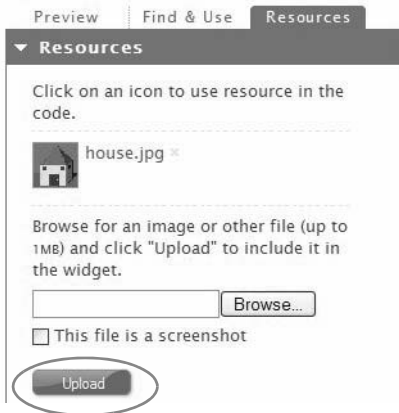 Preview Find & Use Resources
Resources
Click on an icon to use resource in the
code.
house.jpg ×
Browse for an image or other file (up to
1MB) and click "Upload" to include it in
the widget.
Browse...
This file is a screenshot
Upload